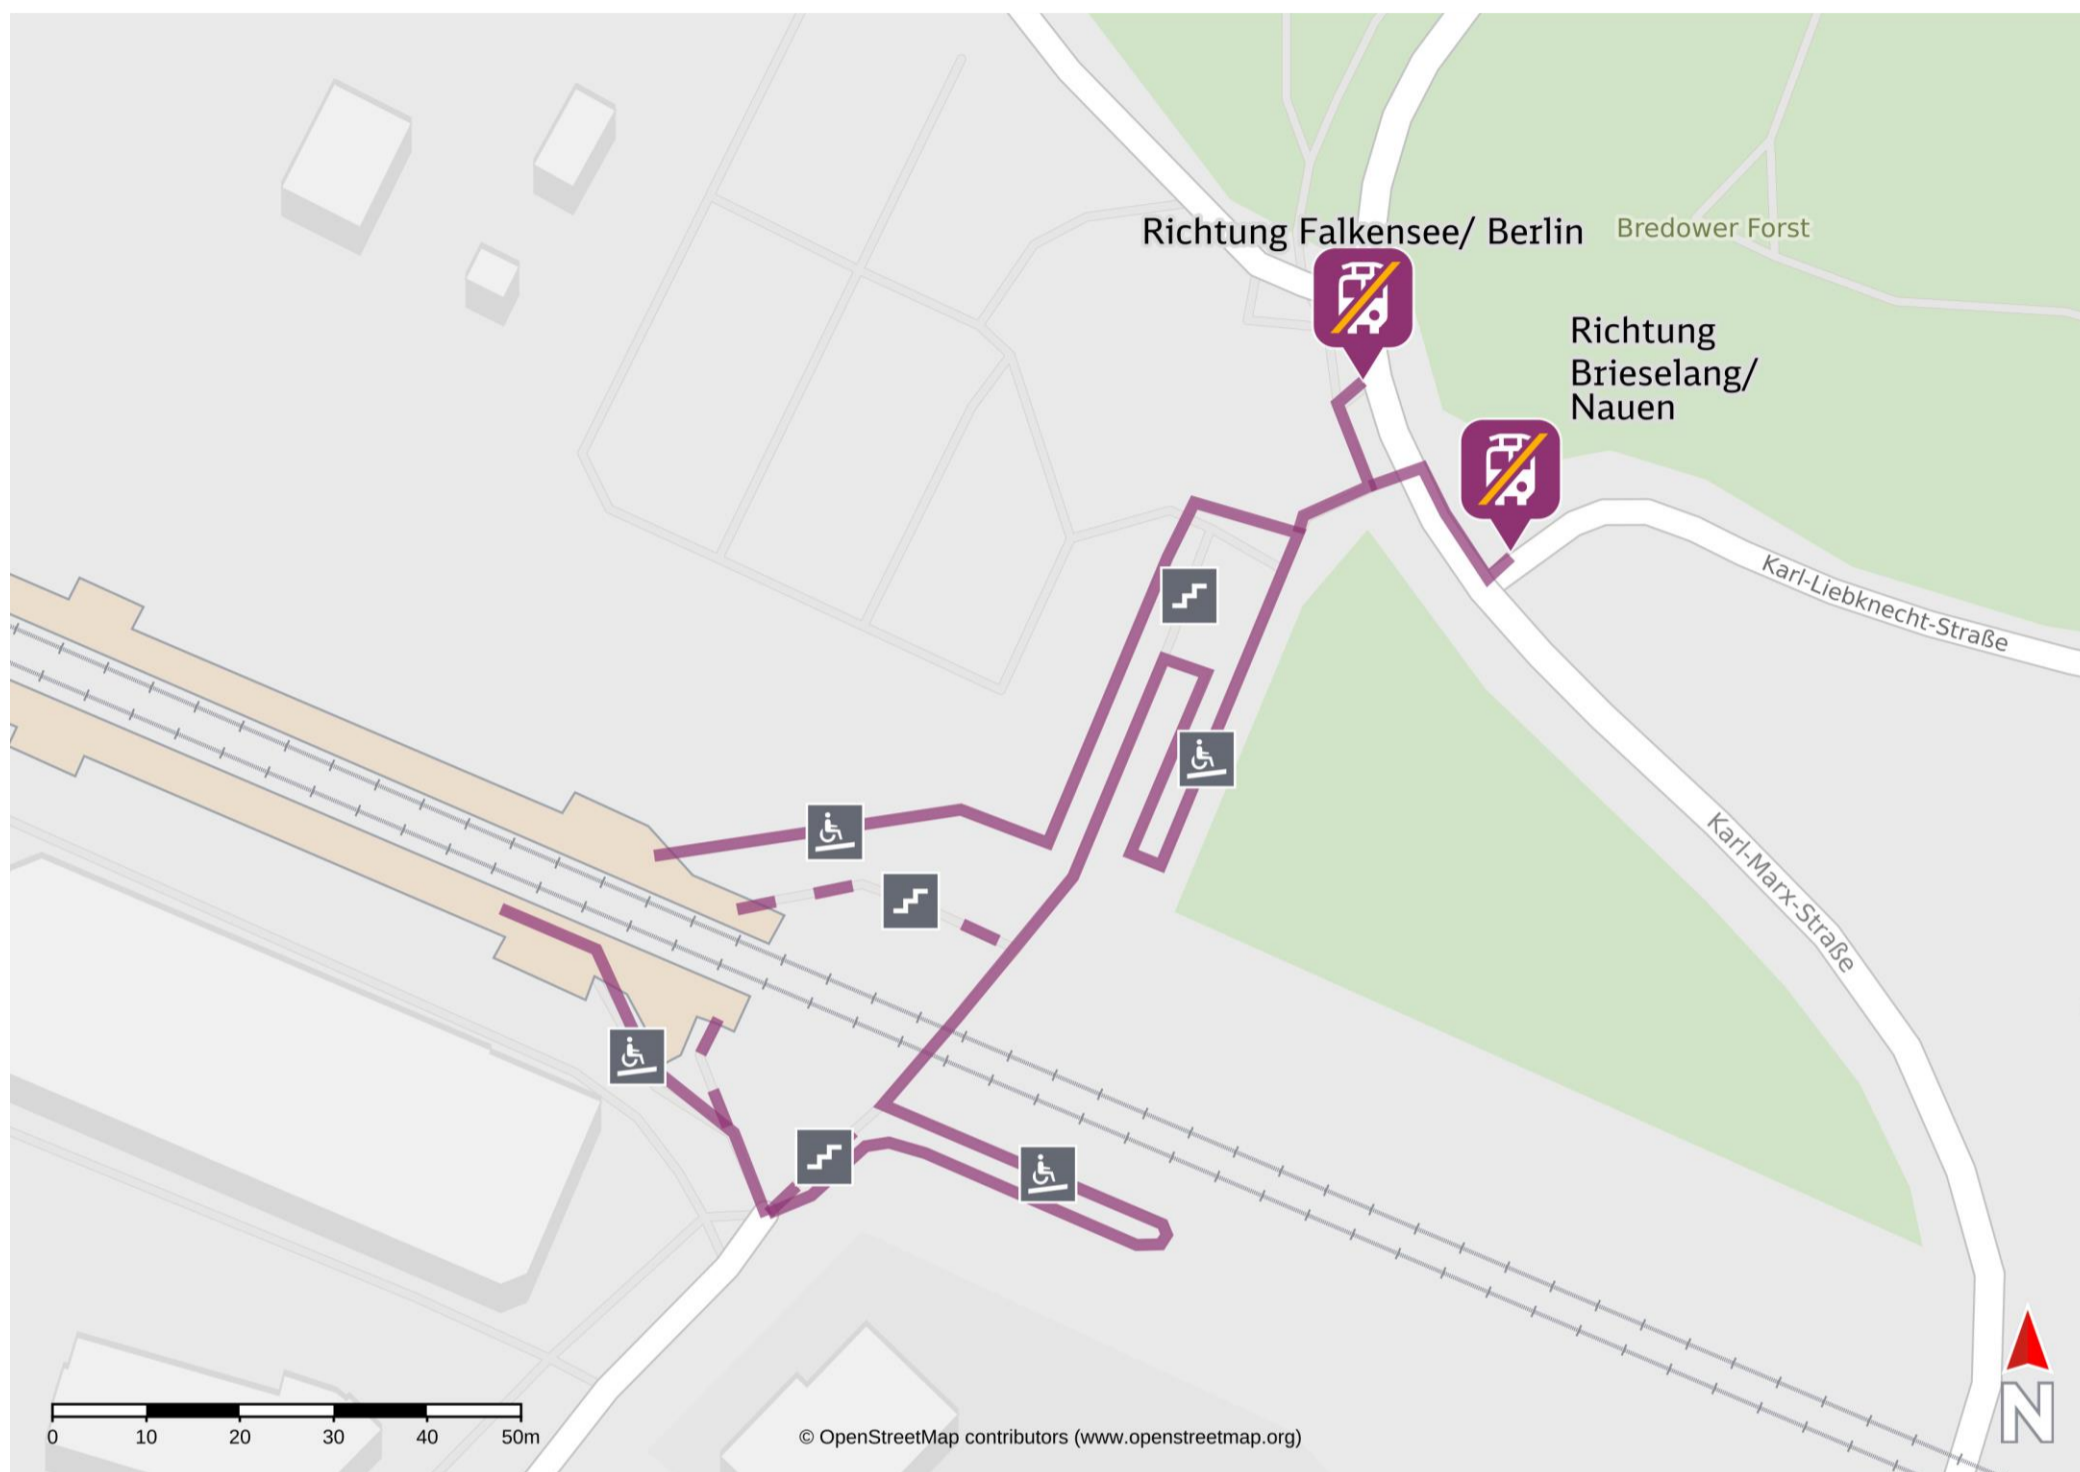 Richtung Falkensee/ Berlin
Bredower Forst
Richtung
Brieselang/
Nauen
Karl-Liebknecht-Straße
Karl-Marx-Straße
N
0 10 20 30 40 50m
© OpenStreetMap contributors (www.openstreetmap.org)